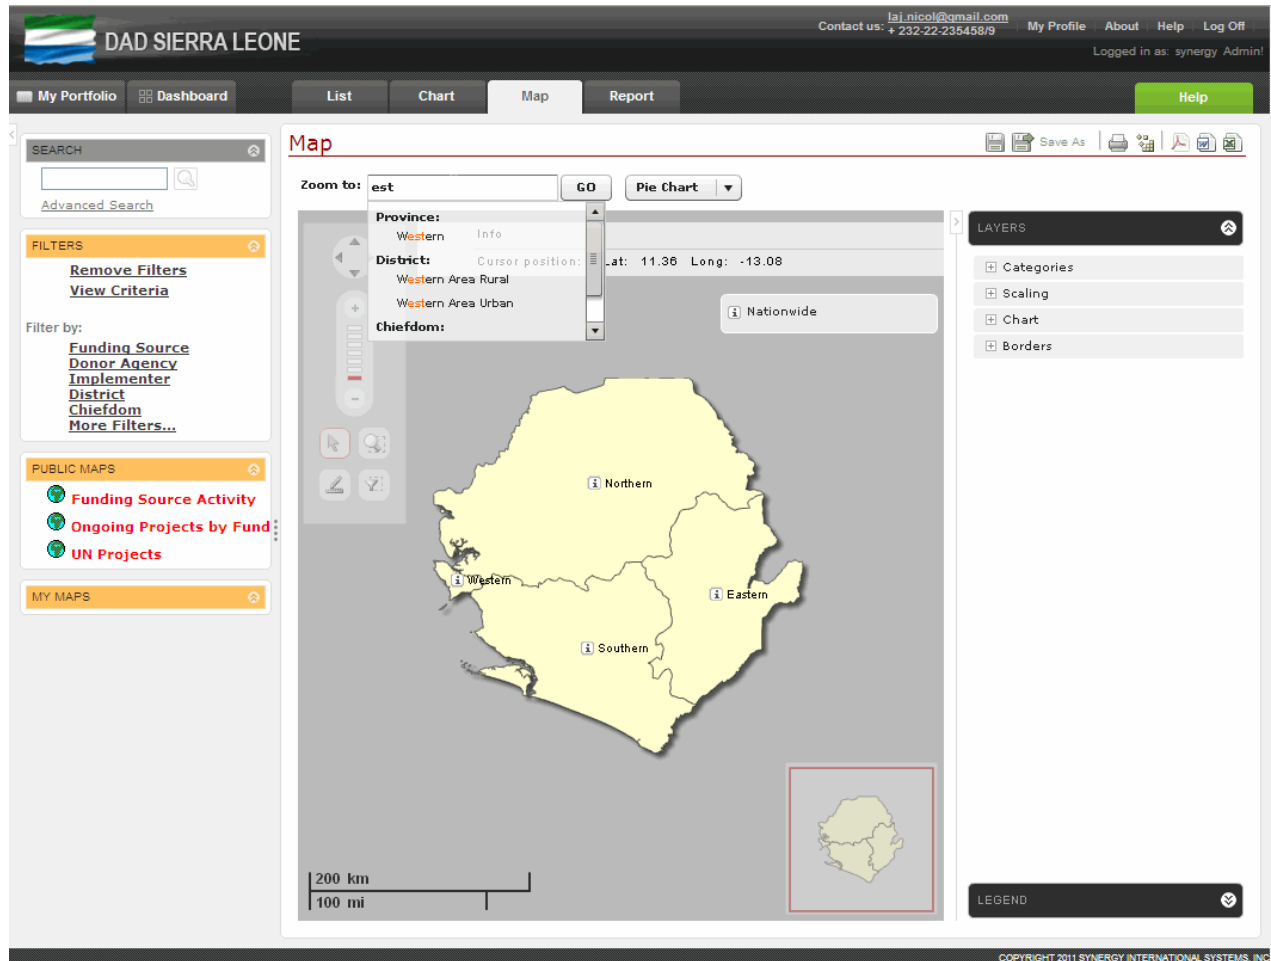 DAD SIERRA LEONE
Contact us: laj.nicol@gmail.com
+ 232-22-235458/9
My Profile About Help Log Off
Logged in as: synergy Admin!
My Portfolio Dashboard List Chart Map Report Help
SEARCH
Advanced Search
FILTERS
Remove Filters
View Criteria
Filter by:
Funding Source
Donor Agency
Implementer
District
Chiefdom
More Filters...
PUBLIC MAPS
Funding Source Activity
Ongoing Projects by Fund
UN Projects
MY MAPS
Map
Save As
Zoom to: est GO Pie Chart
Province:
Western
District:
Western Area Rural
Western Area Urban
Chiefdom:
Info
Cursor position: Lat: 11.36 Long: -13.08
Nationwide
Northern
Western
Eastern
Southern
200 km
100 mi
LAYERS
Categories
Scaling
Chart
Borders
LEGEND
COPYRIGHT 2011 SYNERGY INTERNATIONAL SYSTEMS, INC